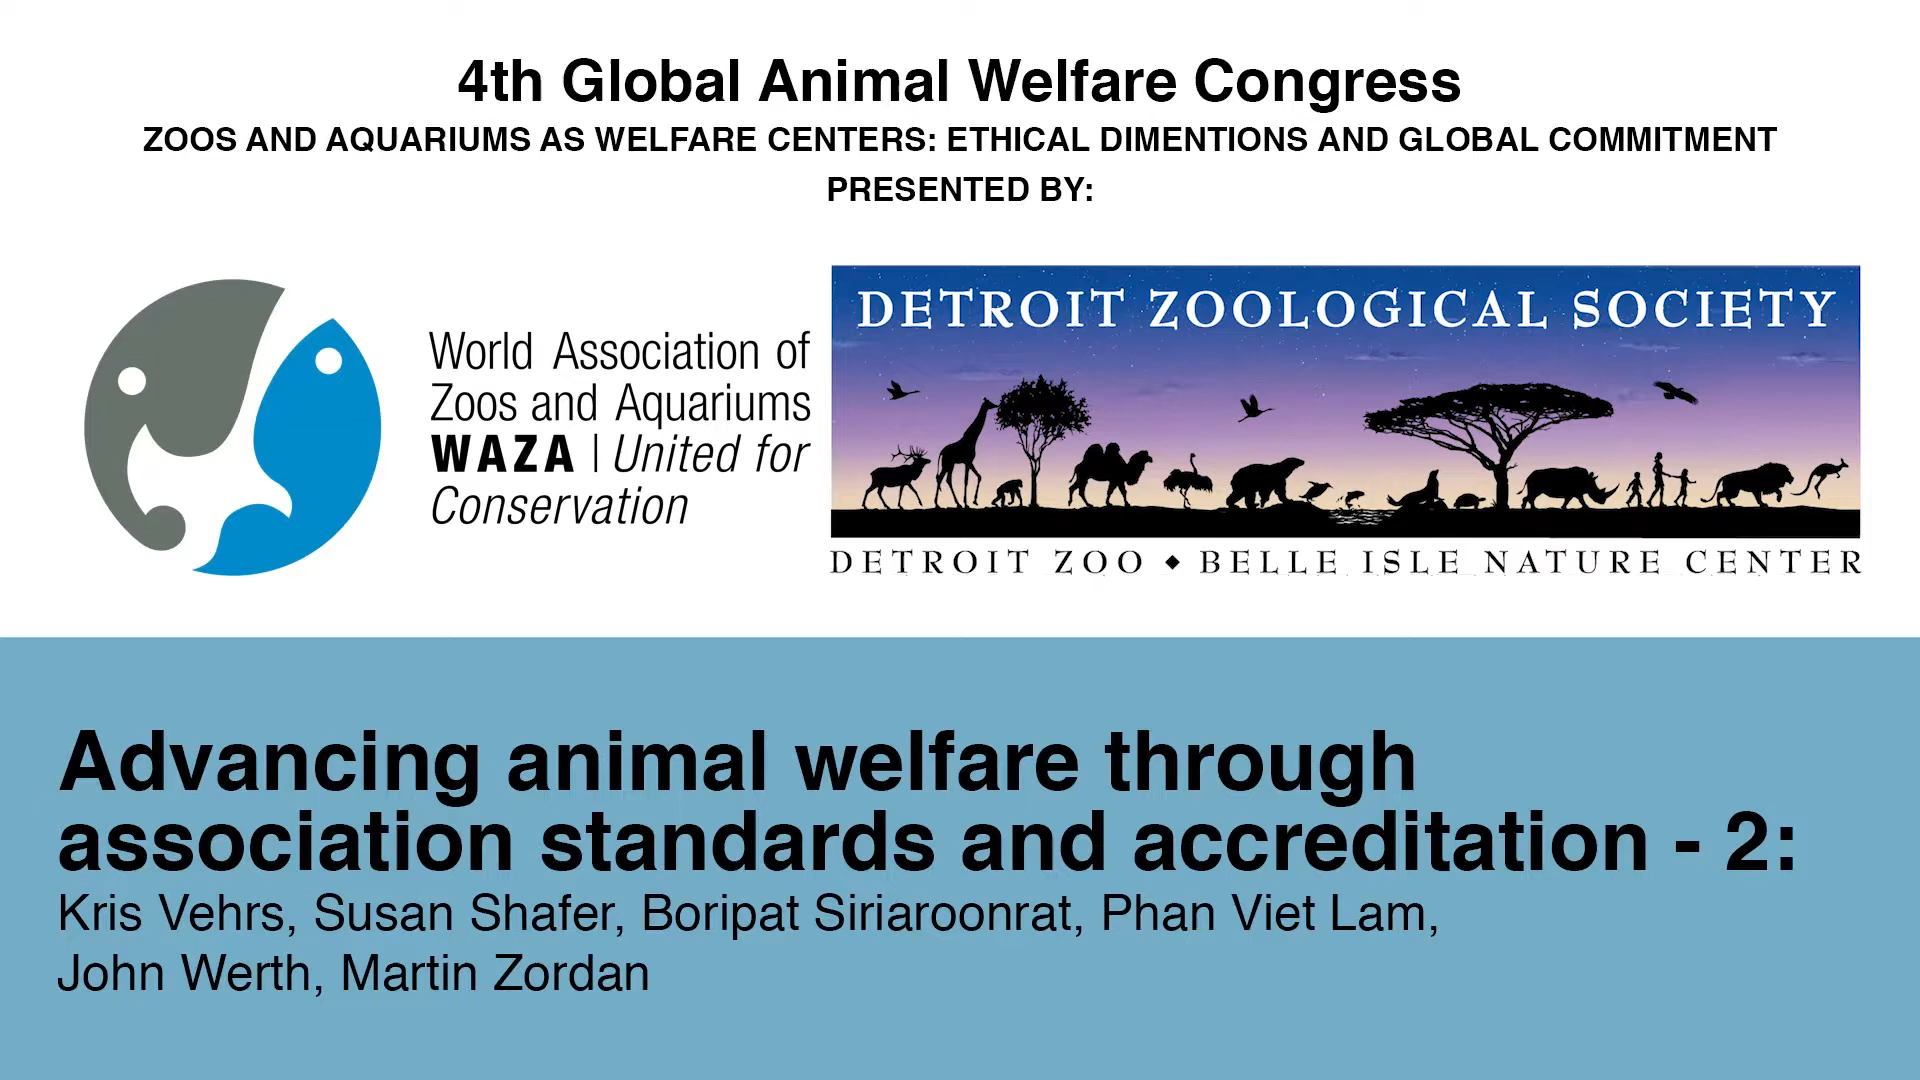 4th Global Animal Welfare Congress
ZOOS AND AQUARIUMS AS WELFARE CENTERS: ETHICAL DIMENTIONS AND GLOBAL COMMITMENT
PRESENTED BY:
World Association of
Zoos and Aquariums
WAZA | United for
Conservation
DETROIT ZOOLOGICAL SOCIETY
DETROIT ZOO ◆ BELLE ISLE NATURE CENTER
Advancing animal welfare through
association standards and accreditation - 2:
Kris Vehrs, Susan Shafer, Boripat Siriaroonrat, Phan Viet Lam,
John Werth, Martin Zordan